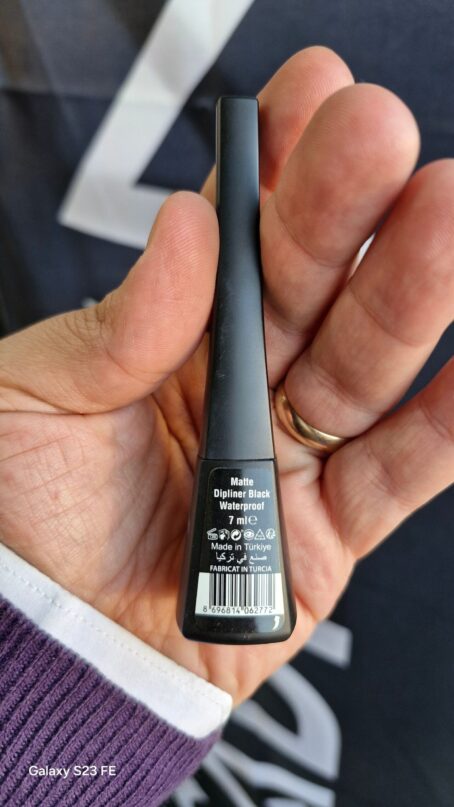 Matte
Dipliner Black
Waterproof
7 ml ℮
Made in Türkiye
صنع في تركيا
FABRICAT IN TURCIA
8 696814 062778
Galaxy S23 FE